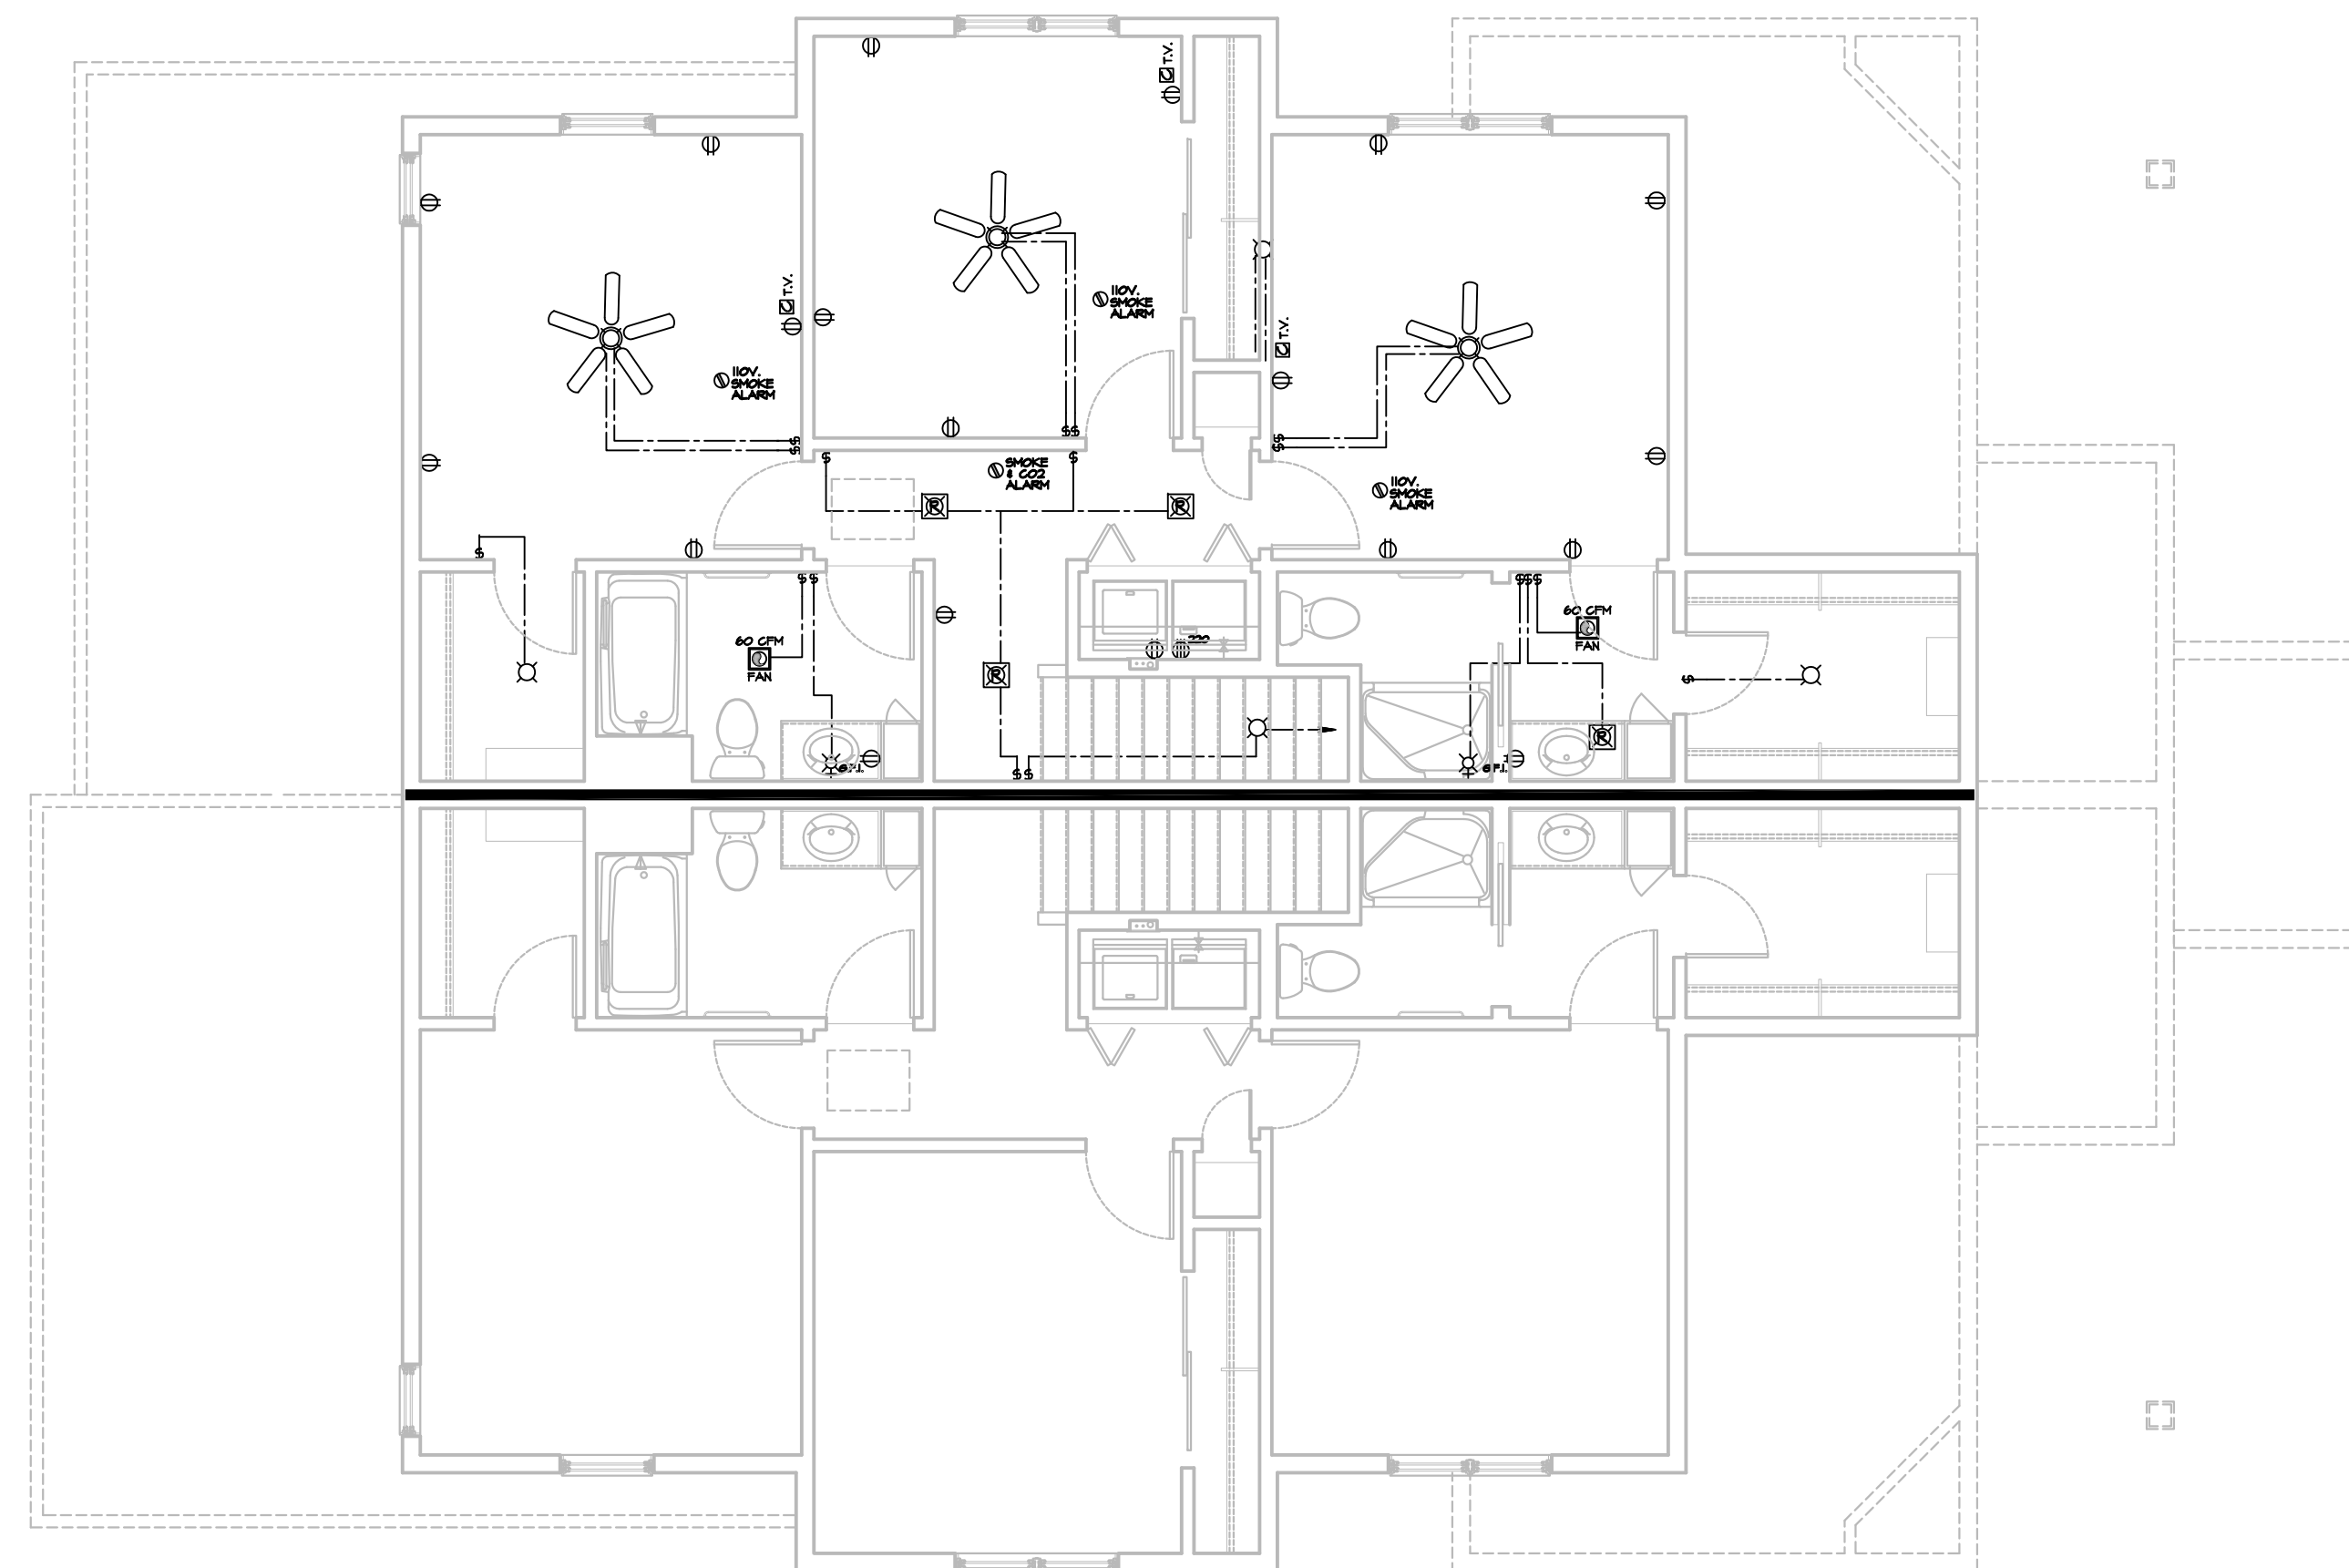 T.V.
T.V.
110V.
SMOKE
ALARM
T.V.
110V.
SMOKE
ALARM
$$
$
$
$
$
$
$
$
SMOKE
& CO2
ALARM
110V.
SMOKE
ALARM
R
R
$
$$
$$$
60 CFM
FAN
60 CFM
FAN
220
R
$
R
G.F.I.
G.F.I.
$$